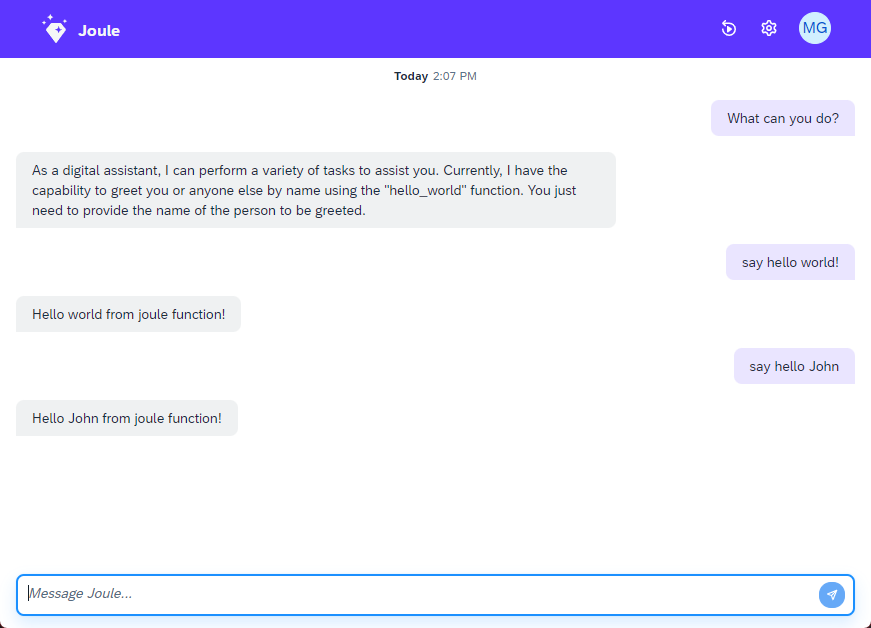 Joule
MG
Today 2:07 PM
What can you do?
As a digital assistant, I can perform a variety of tasks to assist you. Currently, I have the
capability to greet you or anyone else by name using the "hello_world" function. You just
need to provide the name of the person to be greeted.
say hello world!
Hello world from joule function!
say hello John
Hello John from joule function!
Message Joule...